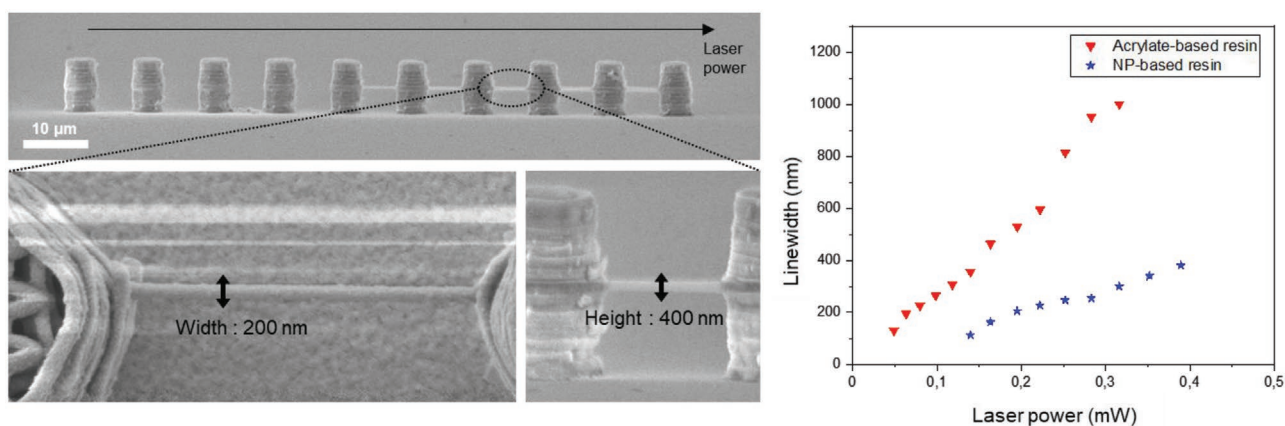 Laser
power
10 µm
Width : 200 nm
Height : 400 nm
Linewidth (nm)
1200
1000
800
600
400
200
0
Acrylate-based resin
NP-based resin
0
0,1
0,2
0,3
0,4
0,5
Laser power (mW)